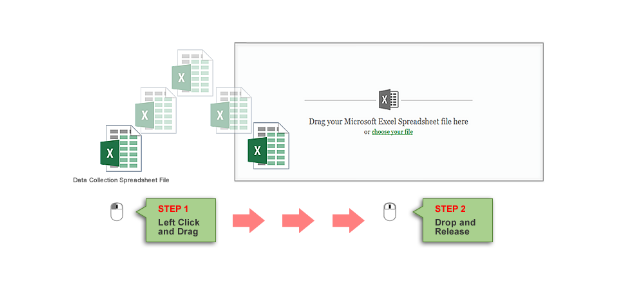 Drag your Microsoft Excel Spreadsheet file here
or choose your file
Data Collection Spreadsheet File
STEP 1
Left Click
and Drag
STEP 2
Drop and
Release